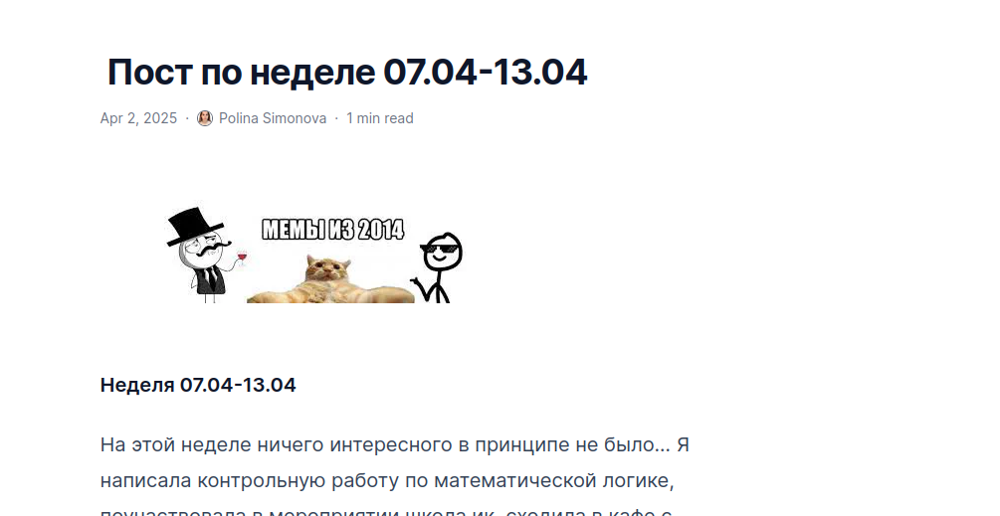 Пост по неделе 07.04-13.04
Apr 2, 2025 · Polina Simonova · 1 min read
МЕМЫ ИЗ 2014
Неделя 07.04-13.04
На этой неделе ничего интересного в принципе не было... Я
написала контрольную работу по математической логике,
поучаствовала в мероприятии школа ик, сходила в кафе с